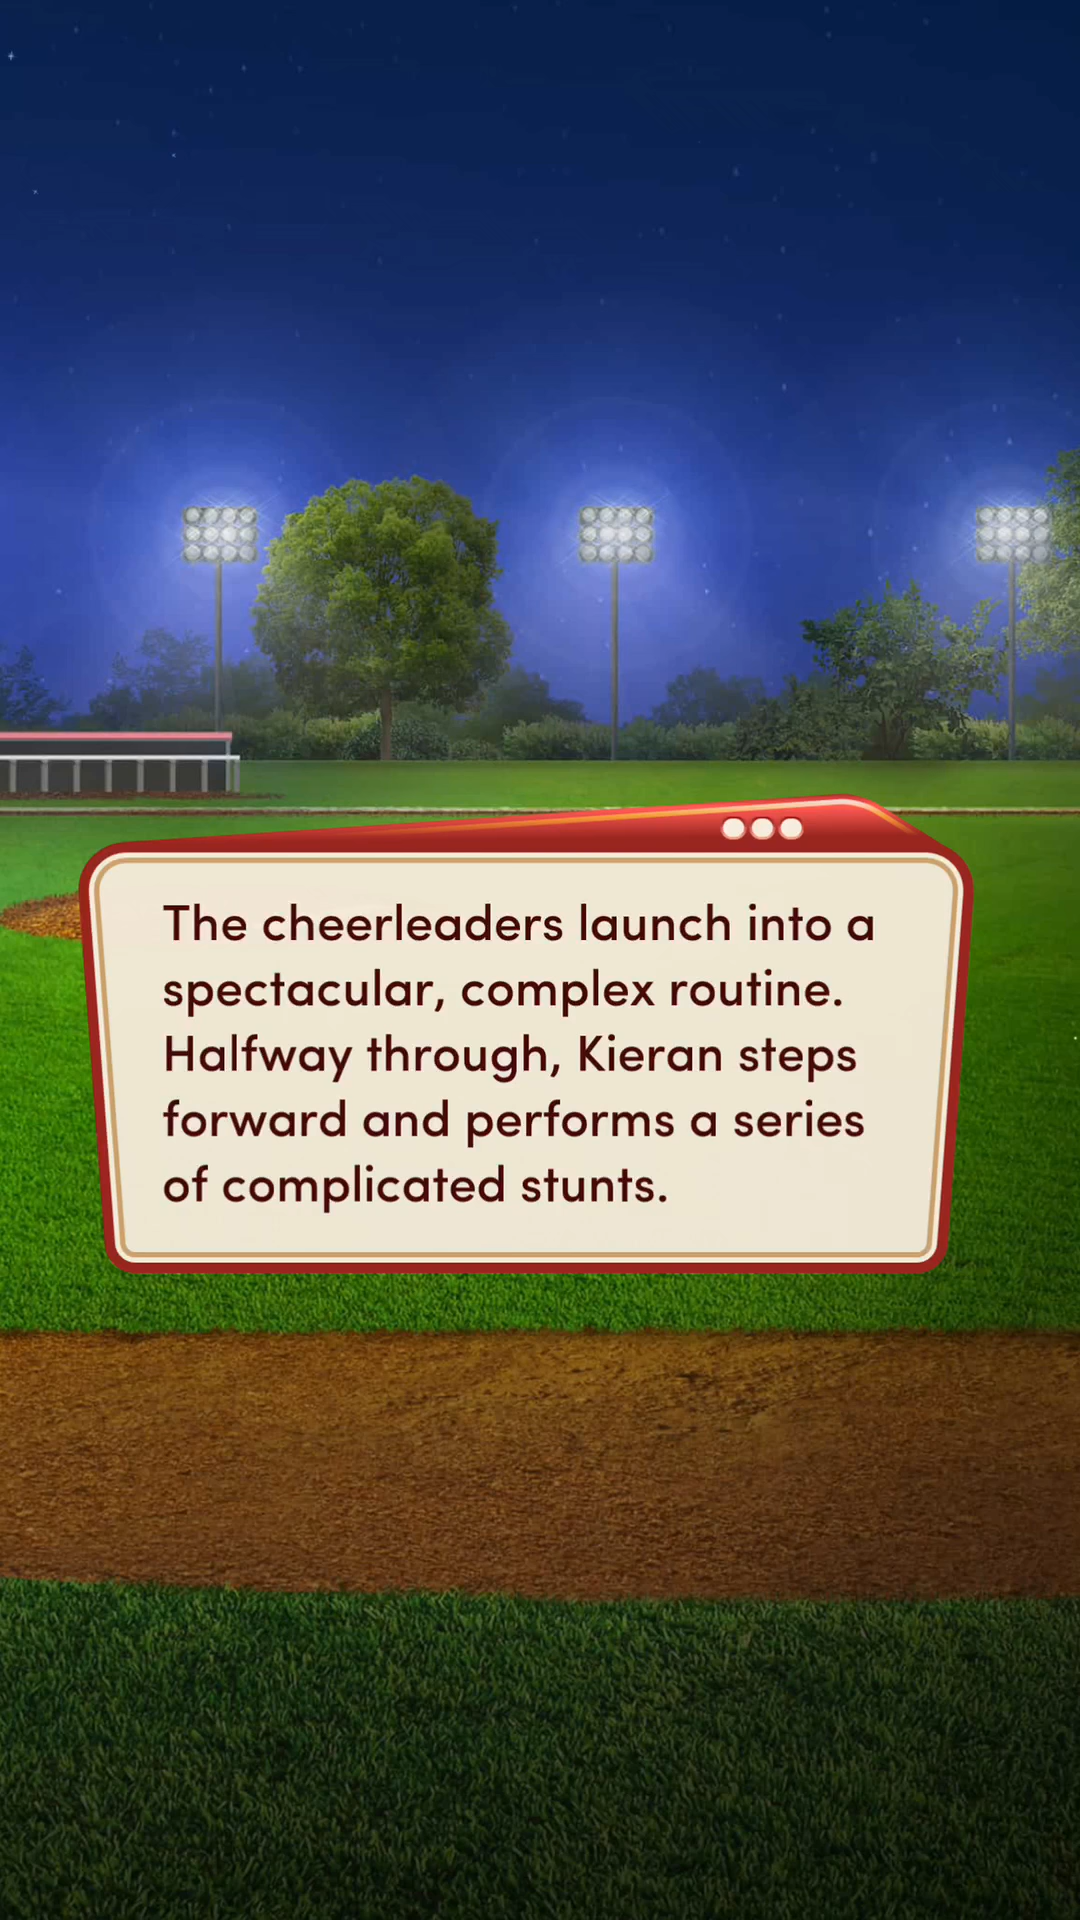 The cheerleaders launch into a
spectacular, complex routine.
Halfway through, Kieran steps
forward and performs a series
of complicated stunts.